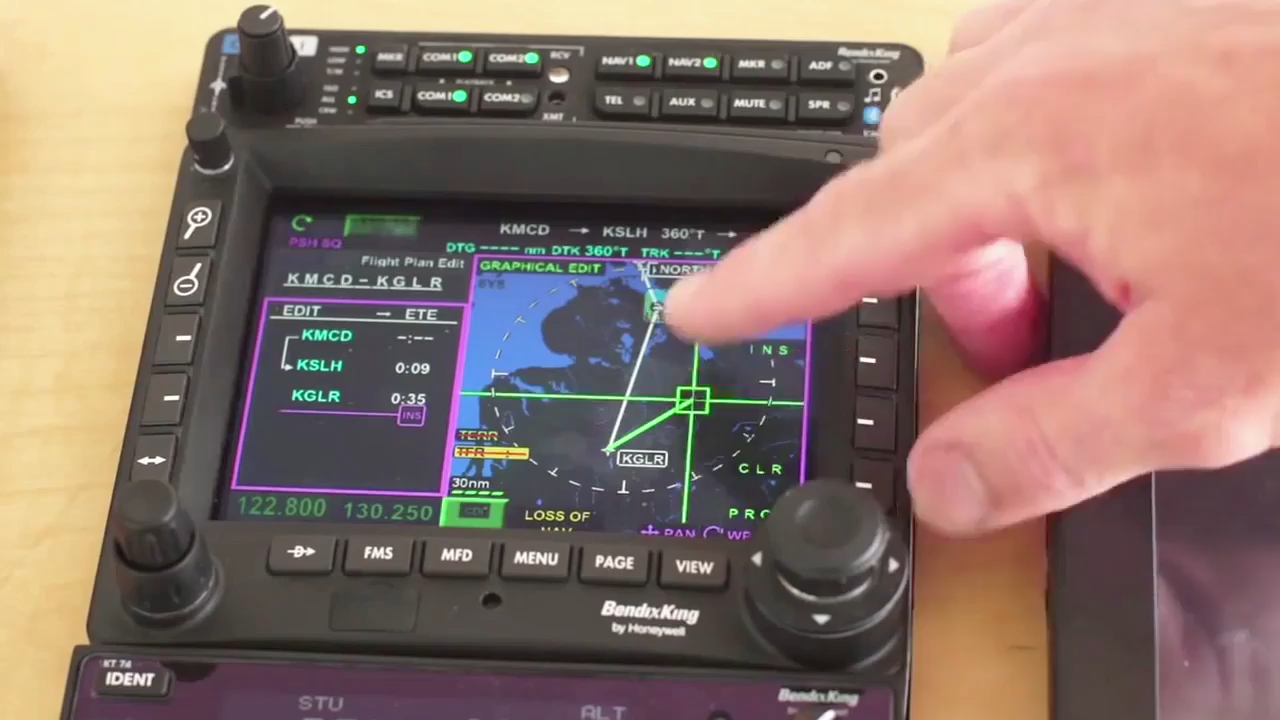 MKR COM1 COM2 RCV
NAV1 NAV2 MKR ADF
BendixKing
ICS COM1 COM2 XMT
TEL AUX MUTE SPR
PUSH
KMCD → KSLH 360°T →
PSH SQ
DTG ---- nm DTK 360°T TRK ---°T
Flight Plan Edit
KMCD-KGLR
GRAPHICAL EDIT
NORTH
EDIT → ETE
KMCD -:--
KSLH 0:09
KGLR 0:35
INS
INS
TERR
TFR
KGLR
CLR
30nm
PRO
122.800 130.250
LOSS OF
PAN
FMS MFD MENU PAGE VIEW
BendixKing
by Honeywell
KT 74
IDENT
BendixKing
STU ALT